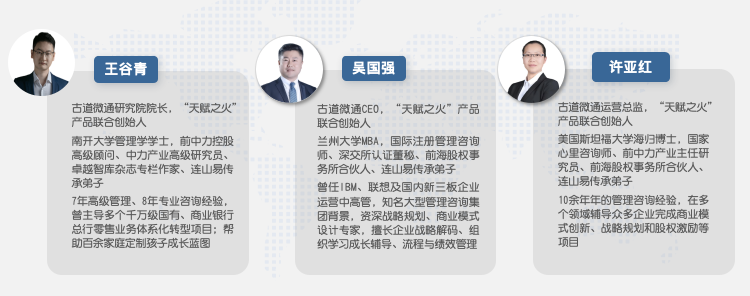 王谷青
古道微通研究院院长，“天赋之火”
产品联合创始人
南开大学管理学学士，前中力控股
高级顾问、中力产业高级研究员、
卓越智库杂志专栏作家、连山易传
承弟子
7年高级管理、8年专业咨询经验，
曾主导多个千万级国有、商业银行
总行零售业务体系化转型项目；帮
助百余家庭定制孩子成长蓝图
吴国强
古道微通CEO，“天赋之火”产品
联合创始人
兰州大学MBA，国际注册管理咨询
师、深交所认证董秘、前海股权事
务所合伙人、连山易传承弟子
曾任IBM、联想及国内新三板企业
运营中高管，知名大型管理咨询集
团背景，资深战略规划、商业模式
设计专家，擅长企业战略解码、组
织学习成长辅导、流程与绩效管理
许亚红
古道微通运营总监，“天赋之火”
产品联合创始人
美国斯坦福大学海归博士，国家
心里咨询师、前中力产业主任研
究员、前海股权事务所合伙人、
连山易传承弟子
10余年年的管理咨询经验，在多
个领域辅导众多企业完成商业模
式创新、战略规划和股权激励等
项目